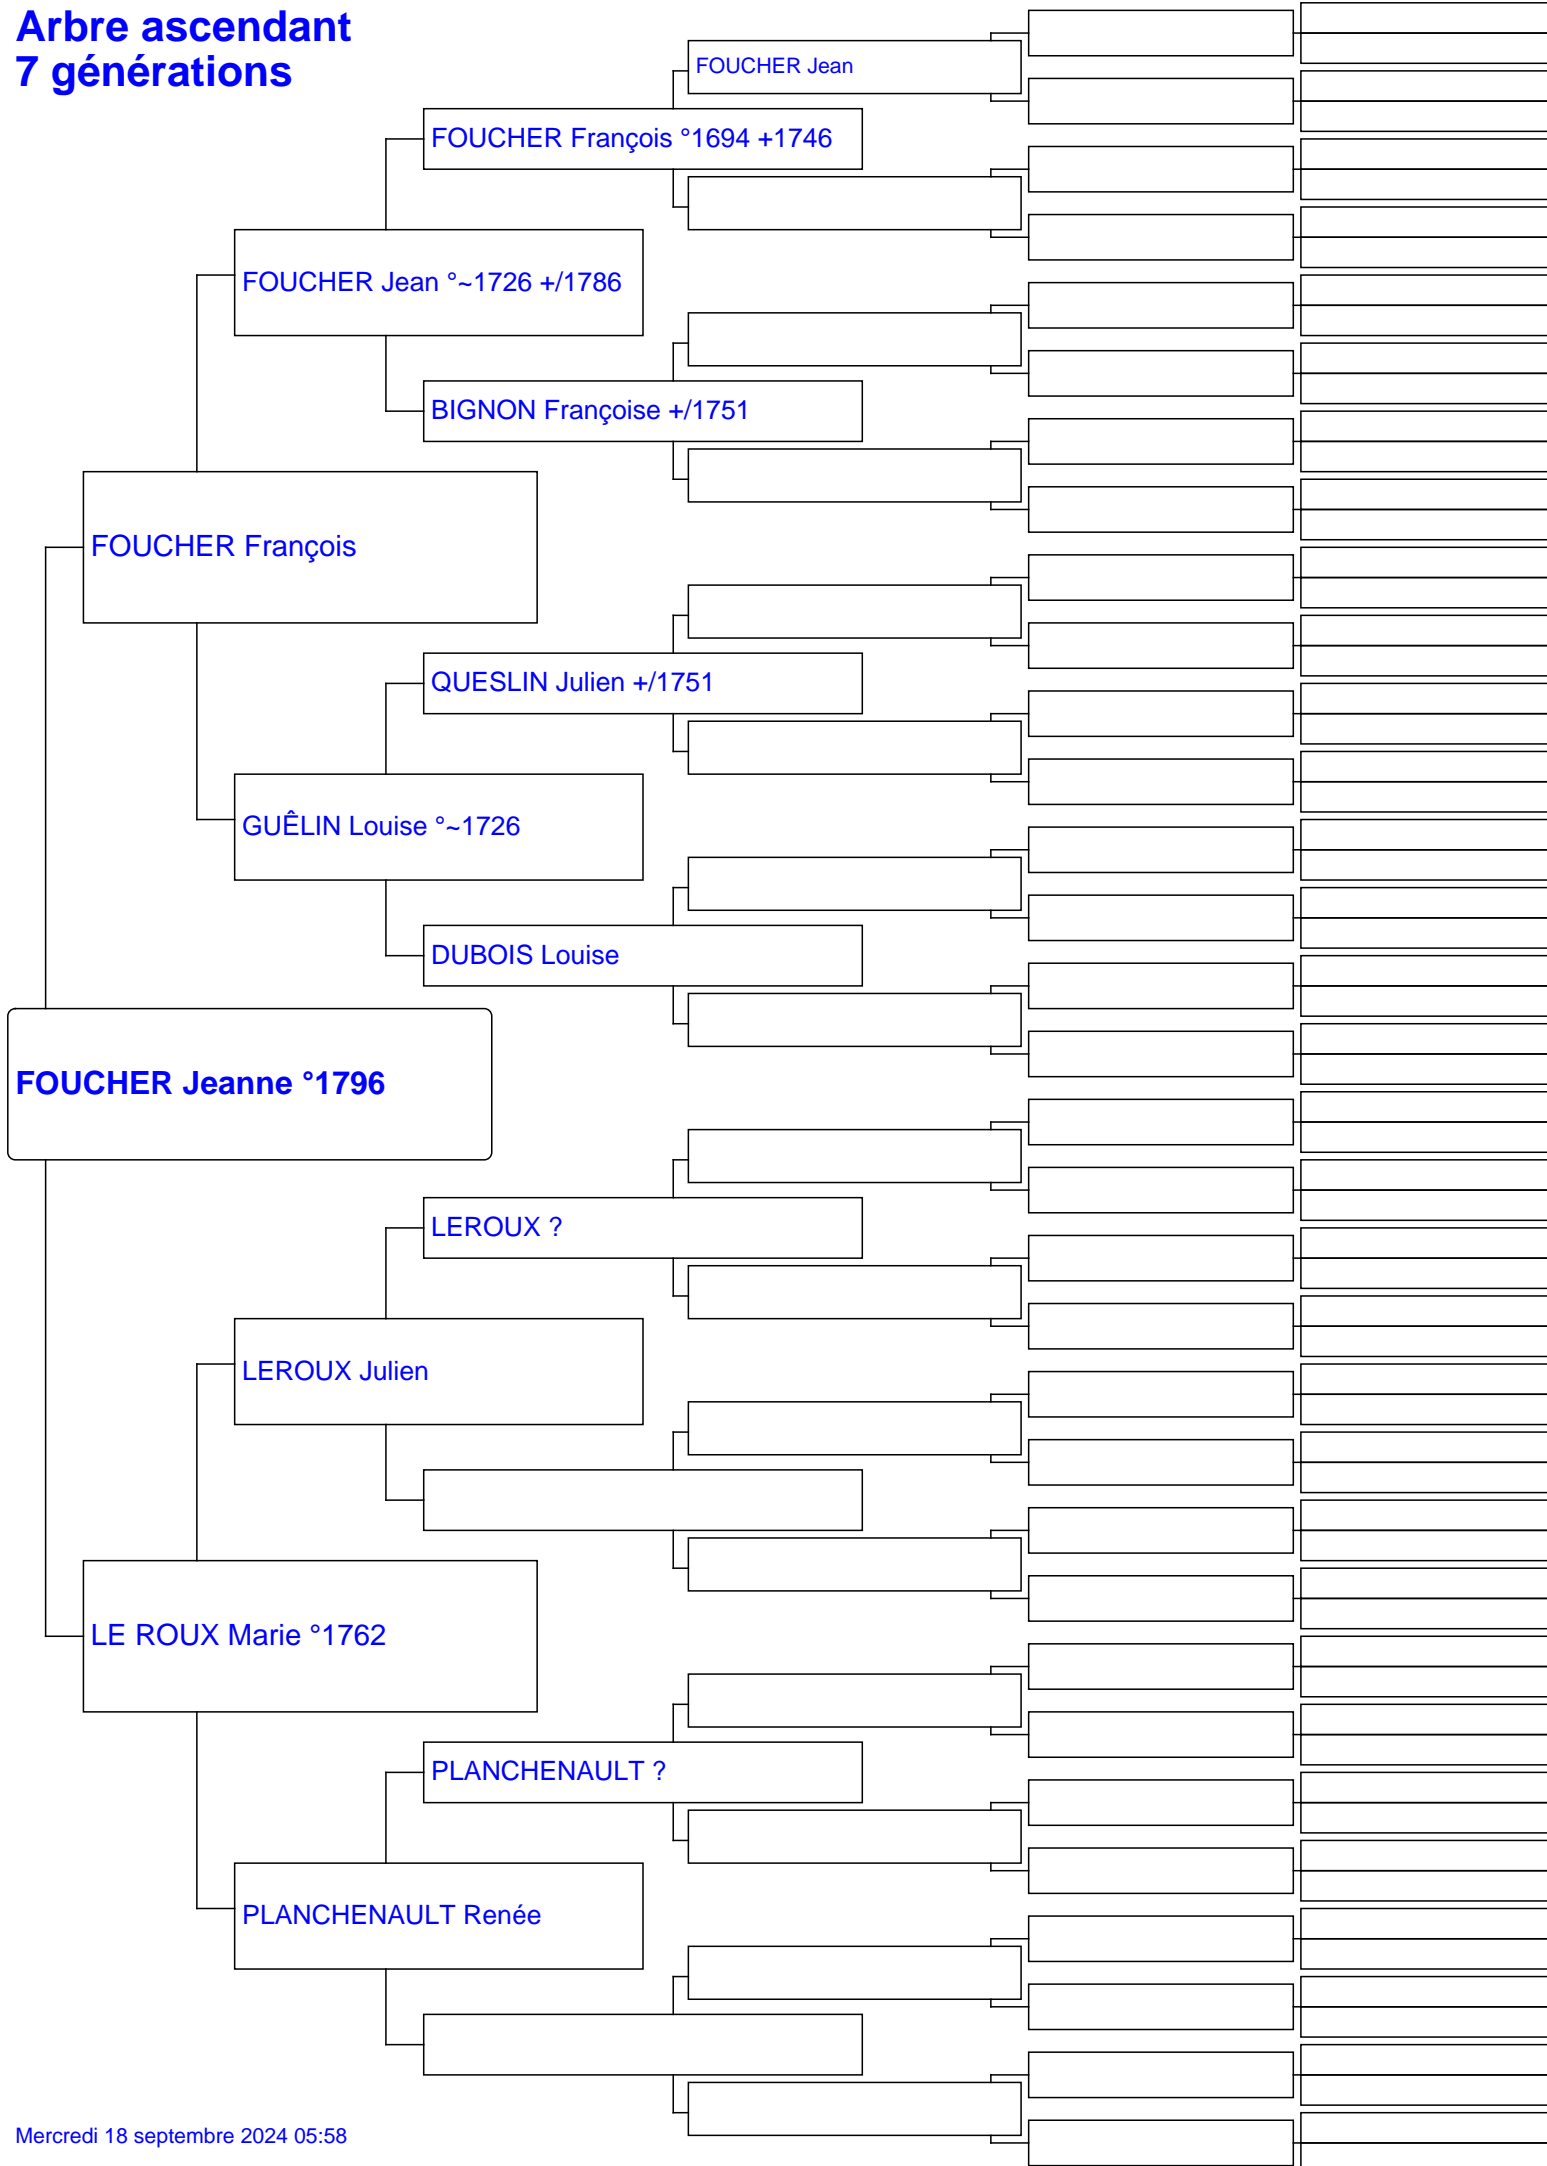 Arbre ascendant
7 générations
FOUCHER Jean
FOUCHER François °1694 +1746
FOUCHER Jean °~1726 +/1786
BIGNON Françoise +/1751
FOUCHER François
QUESLIN Julien +/1751
GUÊLIN Louise °~1726
DUBOIS Louise
FOUCHER Jeanne °1796
LEROUX ?
LEROUX Julien
LE ROUX Marie °1762
PLANCHENAULT ?
PLANCHENAULT Renée
Mercredi 18 septembre 2024 05:58